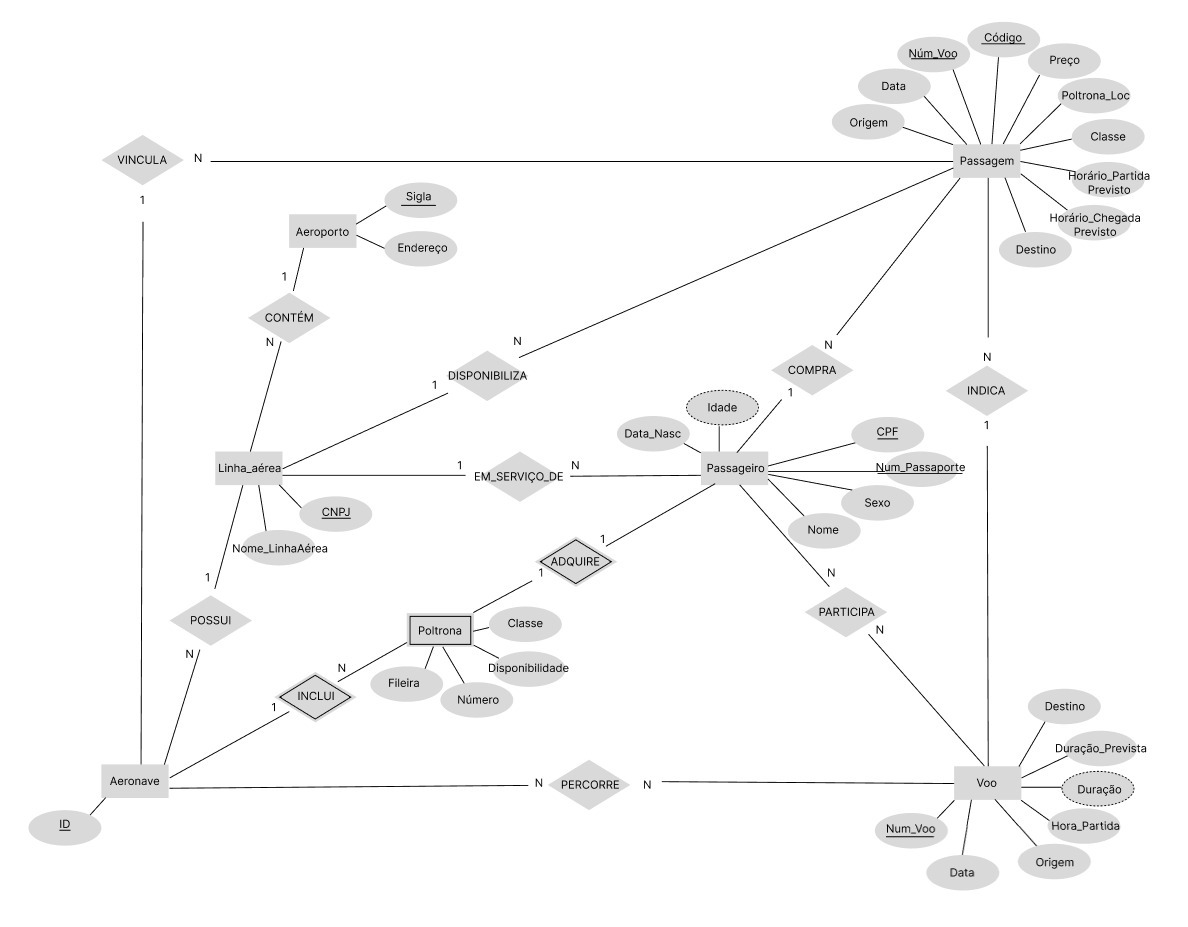 Código
Núm_Voo
Preço
Data
Poltrona_Loc
Origem
Classe
VINCULA
N
Passagem
Horário_Partida
Previsto
1
Sigla
Horário_Chegada
Previsto
Aeroporto
Endereço
Destino
1
CONTÉM
N
N
N
N
DISPONIBILIZA
COMPRA
1
1
INDICA
Idade
1
Data_Nasc
CPF
Linha_aérea
1
EM_SERVIÇO_DE
N
Passageiro
Num_Passaporte
Sexo
CNPJ
Nome
Nome_LinhaAérea
1
ADQUIRE
1
1
N
POSSUI
PARTICIPA
N
Classe
Poltrona
N
N
Disponibilidade
Fileira
INCLUI
Número
1
Destino
Duração_Prevista
Aeronave
N
PERCORRE
N
Voo
Duração
ID
Num_Voo
Hora_Partida
Data
Origem